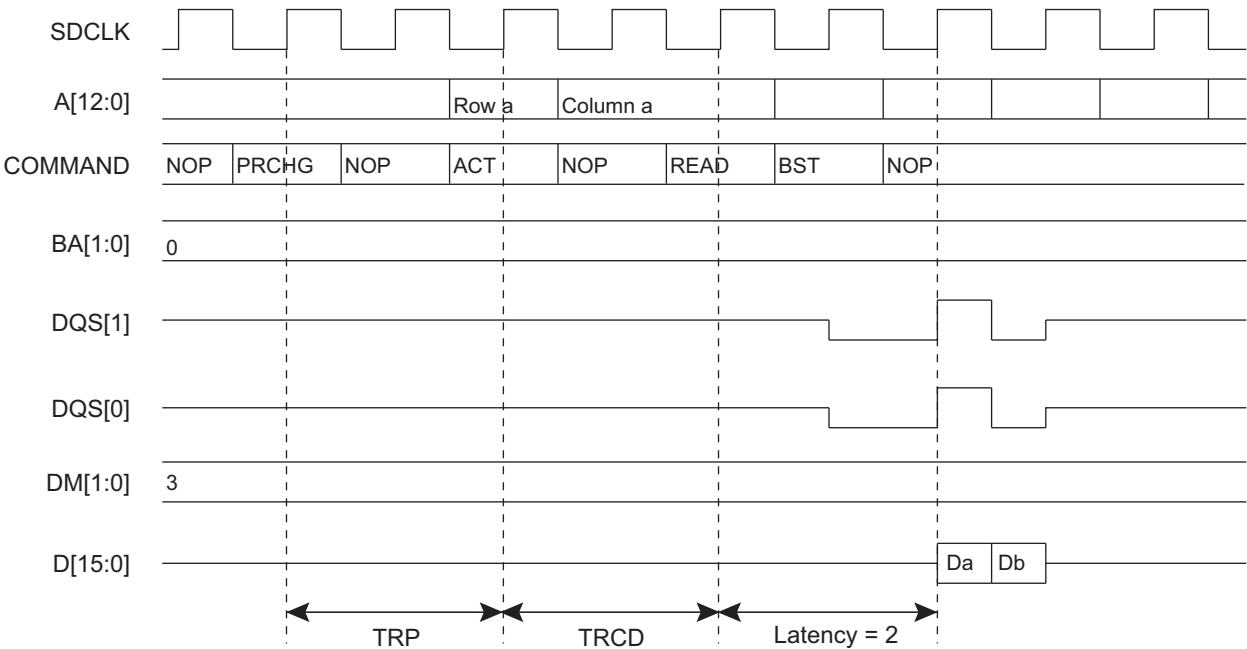 SDCLK
A[12:0] Row a Column a
COMMAND NOP PRCHG NOP ACT NOP READ BST NOP
BA[1:0] 0
DQS[1]
DQS[0]
DM[1:0] 3
D[15:0] Da Db
TRP TRCD Latency = 2